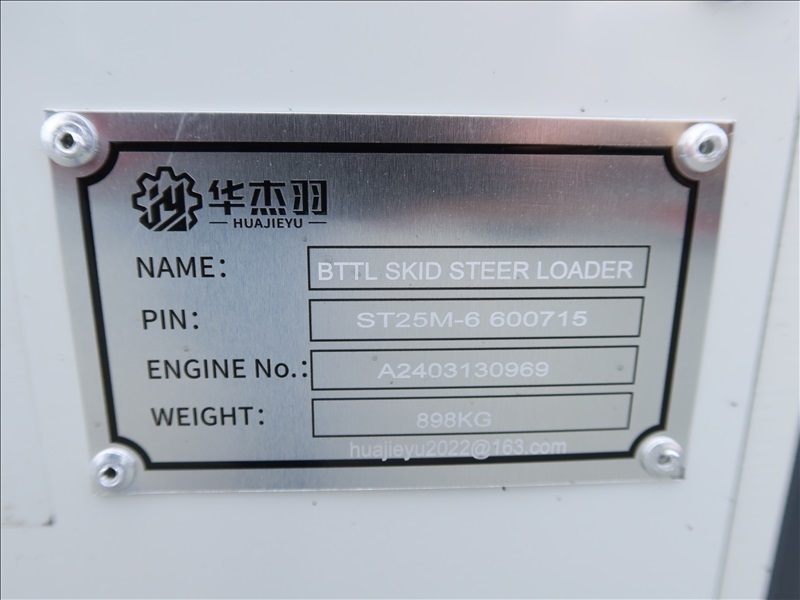 华杰羽
HUAJIEYU
NAME: BTTL SKID STEER LOADER
PIN: ST25M-6 600715
ENGINE No.: A2403130969
WEIGHT: 898KG
huajieyu2022@163.com